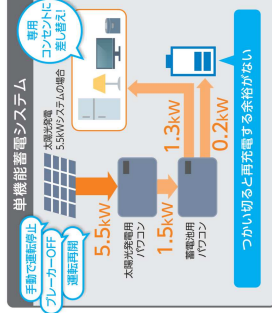 単機能蓄電システム
手動で運転停止
ブレーカーOFF
運転再開
太陽光発電
5.5kWシステムの場合
専用
コンセントに
差し替え!
5.5kW
太陽光発電用
パワコン
1.5kW
1.3kW
蓄電池用
パワコン
0.2kW
つかい切ると再充電する余裕がない